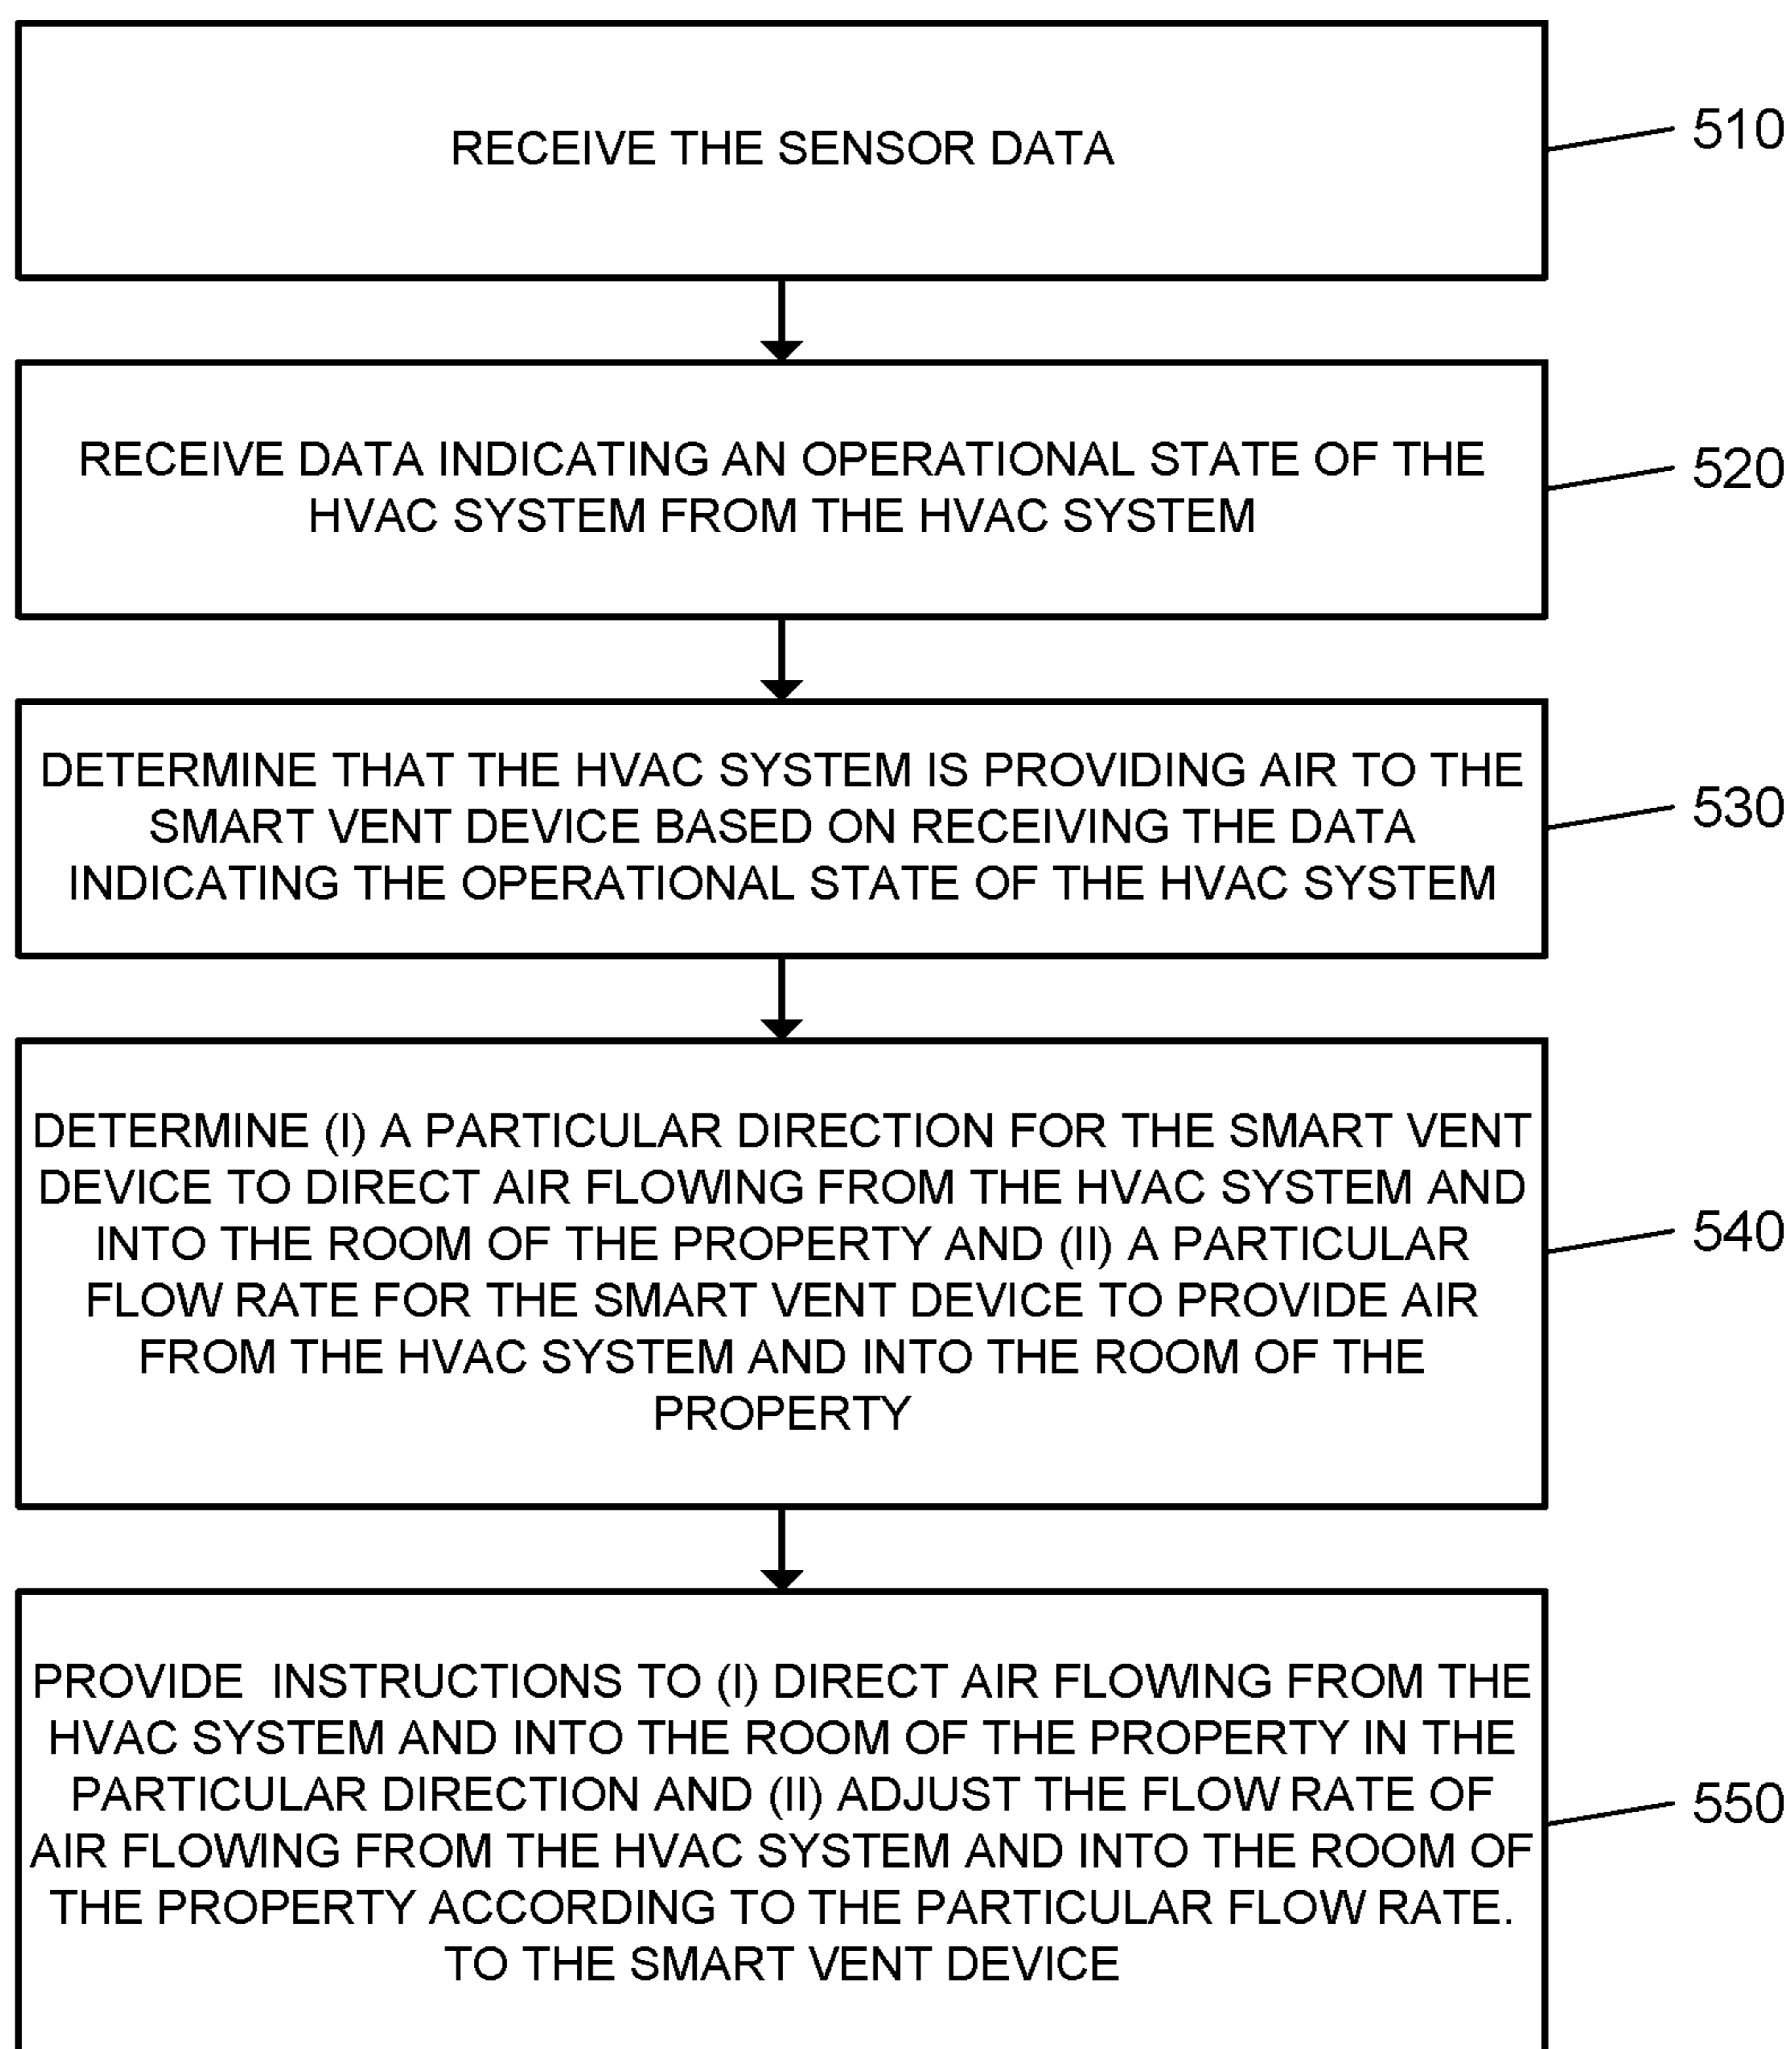 RECEIVE THE SENSOR DATA
510
RECEIVE DATA INDICATING AN OPERATIONAL STATE OF THE
HVAC SYSTEM FROM THE HVAC SYSTEM
520
DETERMINE THAT THE HVAC SYSTEM IS PROVIDING AIR TO THE
SMART VENT DEVICE BASED ON RECEIVING THE DATA
INDICATING THE OPERATIONAL STATE OF THE HVAC SYSTEM
530
DETERMINE (I) A PARTICULAR DIRECTION FOR THE SMART VENT
DEVICE TO DIRECT AIR FLOWING FROM THE HVAC SYSTEM AND
INTO THE ROOM OF THE PROPERTY AND (II) A PARTICULAR
FLOW RATE FOR THE SMART VENT DEVICE TO PROVIDE AIR
FROM THE HVAC SYSTEM AND INTO THE ROOM OF THE
PROPERTY
540
PROVIDE  INSTRUCTIONS TO (I) DIRECT AIR FLOWING FROM THE
HVAC SYSTEM AND INTO THE ROOM OF THE PROPERTY IN THE
PARTICULAR DIRECTION AND (II) ADJUST THE FLOW RATE OF
AIR FLOWING FROM THE HVAC SYSTEM AND INTO THE ROOM OF
THE PROPERTY ACCORDING TO THE PARTICULAR FLOW RATE.
TO THE SMART VENT DEVICE
550